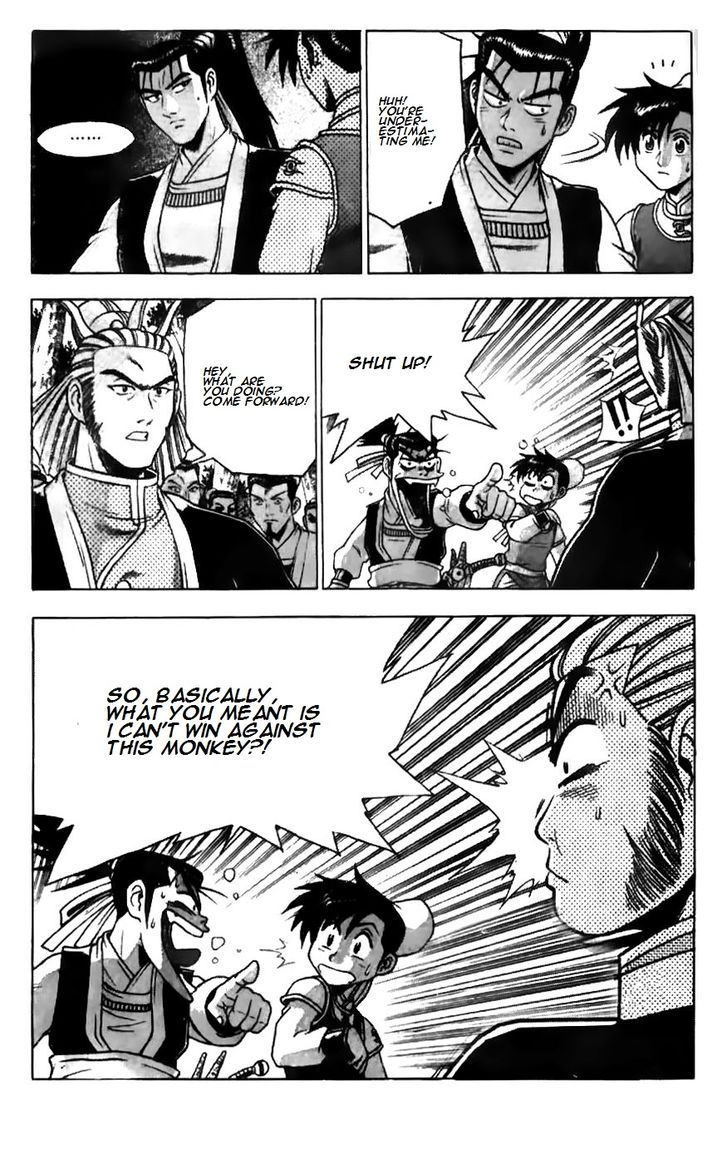 ......
HUH!
YOU'RE
UNDER-
ESTIMA-
TING ME!
HEY,
WHAT ARE
YOU DOING?
COME FORWARD!
SHUT UP!
!!
SO, BASICALLY,
WHAT YOU MEANT IS
I CAN'T WIN AGAINST
THIS MONKEY?!